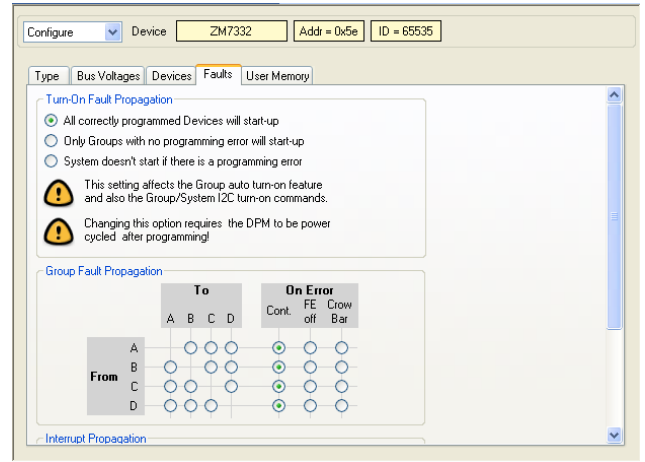 Configure Device ZM7332 Addr = 0x5e ID = 65535
Type Bus Voltages Devices Faults User Memory
Turn-On Fault Propagation
All correctly programmed Devices will start-up
Only Groups with no programming error will start-up
System doesn't start if there is a programming error
This setting affects the Group auto turn-on feature
and also the Group/System I2C turn-on commands.
Changing this option requires the DPM to be power
cycled after programming!
Group Fault Propagation
To On Error
A B C D Cont. FE off Crow Bar
From
A
B
C
D
Interrupt Propagation